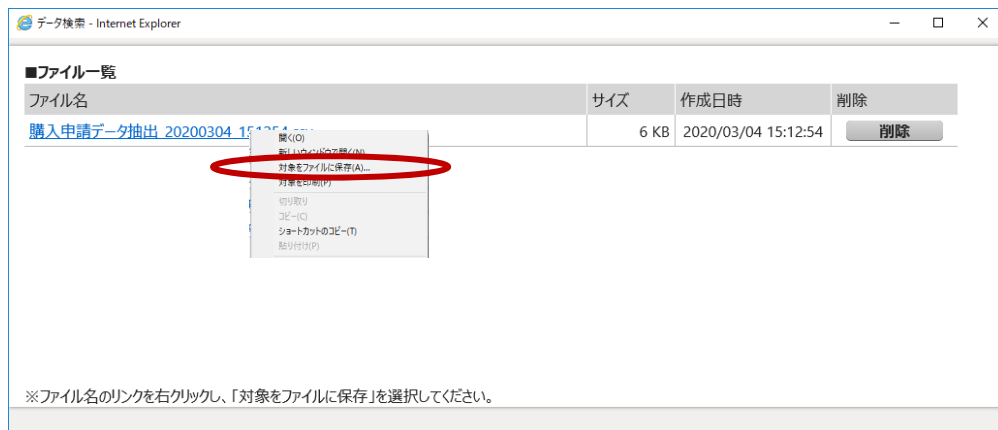 データ検索 - Internet Explorer
■ファイル一覧
ファイル名 サイズ 作成日時 削除
購入申請データ抽出_20200304_151254.csv 6 KB 2020/03/04 15:12:54 削除
開く(O)
新しいウィンドウで開く(N)
対象をファイルに保存(A)...
対象を印刷(P)
切り取り
コピー(C)
ショートカットのコピー(T)
貼り付け(P)
※ファイル名のリンクを右クリックし、「対象をファイルに保存」を選択してください。